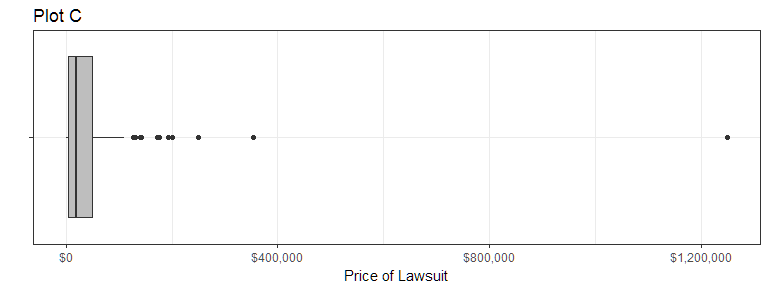 Plot C
$0
$400,000
$800,000
$1,200,000
Price of Lawsuit